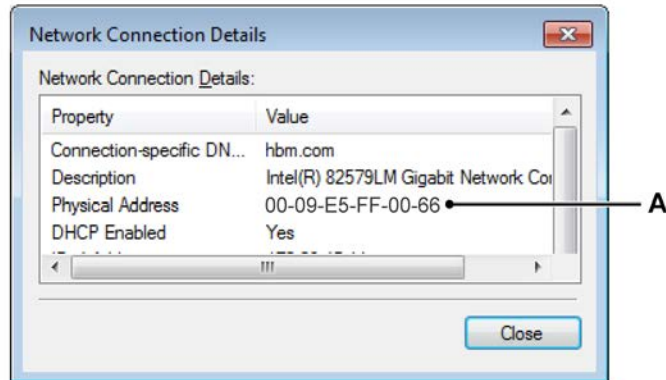 Network Connection Details
Network Connection Details:
Property Value
Connection-specific DN... hbm.com
Description Intel(R) 82579LM Gigabit Network
Physical Address 00-09-E5-FF-00-66 A
DHCP Enabled Yes
Close